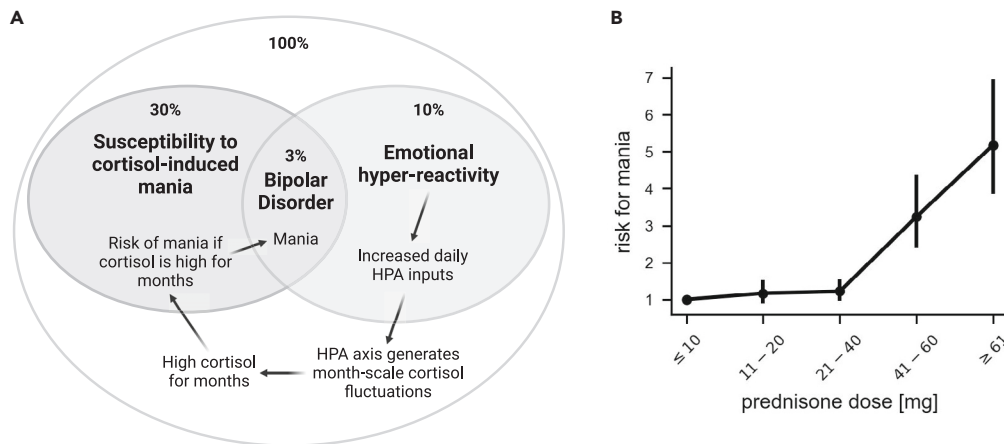 A
100%
30%
Susceptibility to
cortisol-induced
mania
3%
Bipolar
Disorder
10%
Emotional
hyper-reactivity
Risk of mania if
cortisol is high for
months
Mania
Increased daily
HPA inputs
High cortisol
for months
HPA axis generates
month-scale cortisol
fluctuations
B
risk for mania
7
6
5
4
3
2
1
≤ 10
11 – 20
21 – 40
41 – 60
≥ 61
prednisone dose [mg]